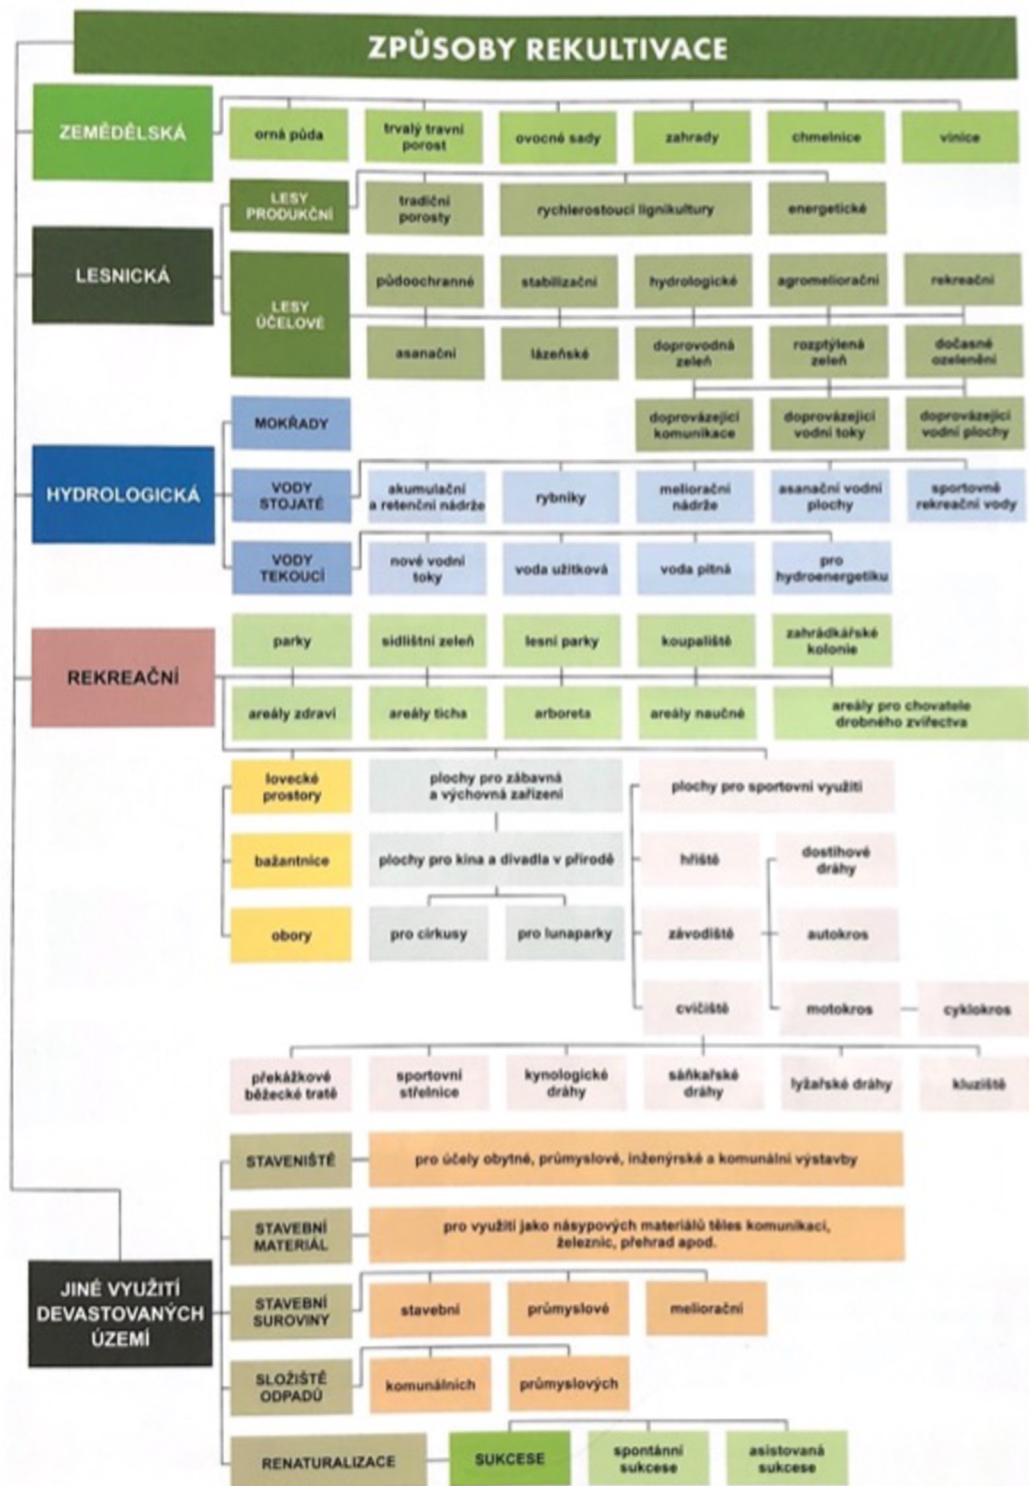 ZPŮSOBY REKULTIVACE
ZEMĚDĚLSKÁ
orná půda
trvalý travní
porost
ovocné sady
zahrady
chmelnice
vinice
LESNICKÁ
LESY
PRODUKČNÍ
tradiční
porosty
rychlerostoucí lignikultury
energetické
LESY
ÚČELOVÉ
půdoochranné
stabilizační
hydrologické
agromeliorační
rekreační
asanační
lázeňské
doprovodná
zeleň
rozptýlená
zeleň
dočasné
ozelenění
doprovázející
komunikace
doprovázející
vodní toky
doprovázející
vodní plochy
HYDROLOGICKÁ
MOKŘADY
VODY
STOJATÉ
akumulační
a retenční nádrže
rybníky
meliorační
nádrže
asanační vodní
plochy
sportovně
rekreační vody
VODY
TEKOUCÍ
nové vodní
toky
voda užitková
voda pitná
pro
hydroenergetiku
REKREAČNÍ
parky
sídlištní zeleň
lesní parky
koupaliště
zahrádkářské
kolonie
areály zdraví
areály ticha
arboreta
areály naučné
areály pro chovatele
drobného zvířectva
lovecké
prostory
plochy pro zábavná
a výchovná zařízení
plochy pro sportovní využití
bažantnice
plochy pro kina a divadla v přírodě
hřiště
dostihové
dráhy
obory
pro cirkusy
pro lunaparky
závodiště
autokros
cvičiště
motokros
cyklokros
překážkové
běžecké tratě
sportovní
střelnice
kynologické
dráhy
sáňkařské
dráhy
lyžařské dráhy
kluziště
JINÉ VYUŽITÍ
DEVASTOVANÝCH
ÚZEMÍ
STAVENIŠTĚ
pro účely obytné, průmyslové, inženýrské a komunální výstavby
STAVEBNÍ
MATERIÁL
pro využití jako násypových materiálů těles komunikací,
železnic, přehrad apod.
STAVEBNÍ
SUROVINY
stavební
průmyslové
meliorační
SLOŽIŠTĚ
ODPADŮ
komunálních
průmyslových
RENATURALIZACE
SUKCESE
spontánní
sukcese
asistovaná
sukcese